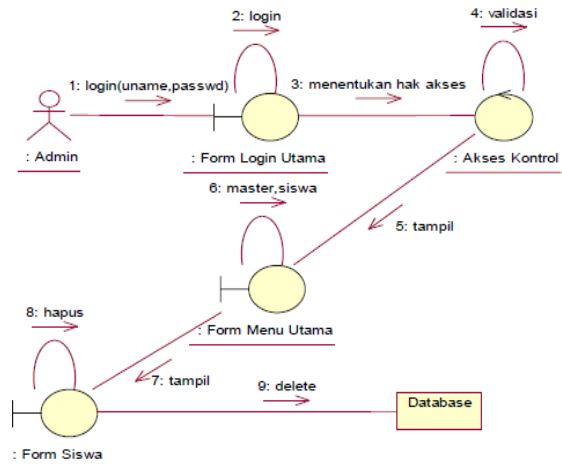 2: login
4: validasi
1: login(uname,passwd)
3: menentukan hak akses
: Admin
: Form Login Utama
: Akses Kontrol
6: master,siswa
5: tampil
: Form Menu Utama
8: hapus
7: tampil
9: delete
Database
: Form Siswa